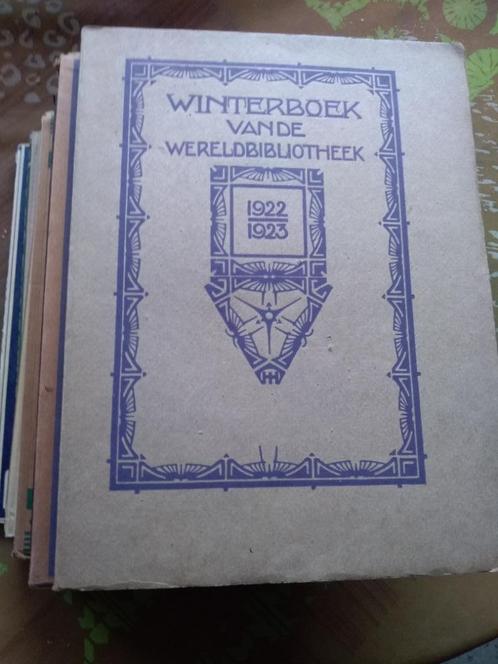 WINTERBOEK
VAN DE
WERELDBIBLIOTHEEK
1922
1923